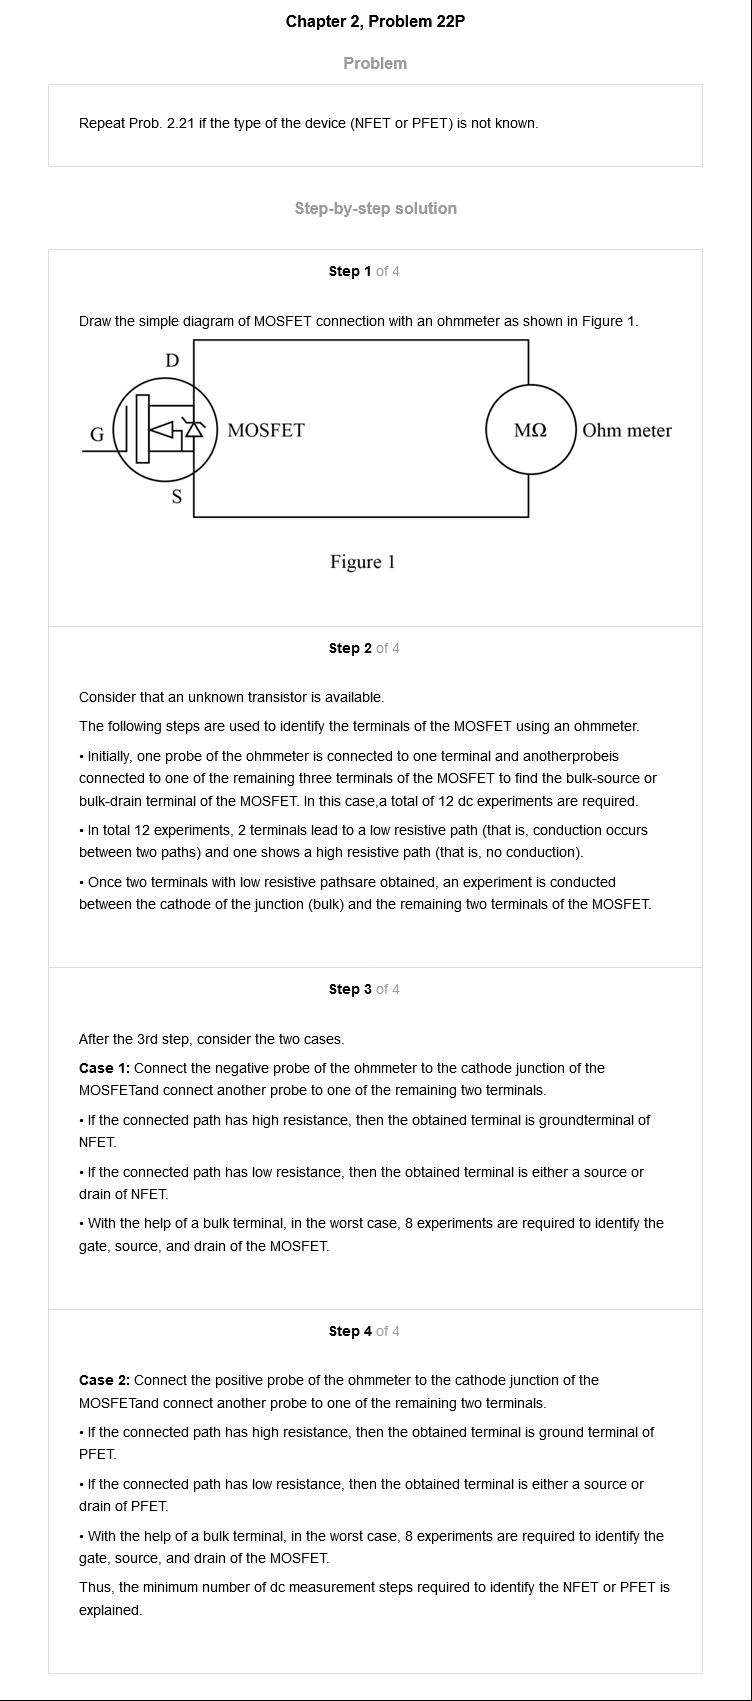 Chapter 2, Problem 22P
Problem
Repeat Prob. 2.21 if the type of the device (NFET or PFET) is not known.
Step-by-step solution
Step 1 of 4
Draw the simple diagram of MOSFET connection with an ohmmeter as shown in Figure 1.
D
G
MOSFET
MΩ
Ohm meter
S
Figure 1
Step 2 of 4
Consider that an unknown transistor is available.
The following steps are used to identify the terminals of the MOSFET using an ohmmeter.
• Initially, one probe of the ohmmeter is connected to one terminal and anotherprobeis
connected to one of the remaining three terminals of the MOSFET to find the bulk-source or
bulk-drain terminal of the MOSFET. In this case,a total of 12 dc experiments are required.
• In total 12 experiments, 2 terminals lead to a low resistive path (that is, conduction occurs
between two paths) and one shows a high resistive path (that is, no conduction).
• Once two terminals with low resistive pathsare obtained, an experiment is conducted
between the cathode of the junction (bulk) and the remaining two terminals of the MOSFET.
Step 3 of 4
After the 3rd step, consider the two cases.
Case 1: Connect the negative probe of the ohmmeter to the cathode junction of the
MOSFETand connect another probe to one of the remaining two terminals.
• If the connected path has high resistance, then the obtained terminal is groundterminal of
NFET.
• If the connected path has low resistance, then the obtained terminal is either a source or
drain of NFET.
• With the help of a bulk terminal, in the worst case, 8 experiments are required to identify the
gate, source, and drain of the MOSFET.
Step 4 of 4
Case 2: Connect the positive probe of the ohmmeter to the cathode junction of the
MOSFETand connect another probe to one of the remaining two terminals.
• If the connected path has high resistance, then the obtained terminal is ground terminal of
PFET.
• If the connected path has low resistance, then the obtained terminal is either a source or
drain of PFET.
• With the help of a bulk terminal, in the worst case, 8 experiments are required to identify the
gate, source, and drain of the MOSFET.
Thus, the minimum number of dc measurement steps required to identify the NFET or PFET is
explained.